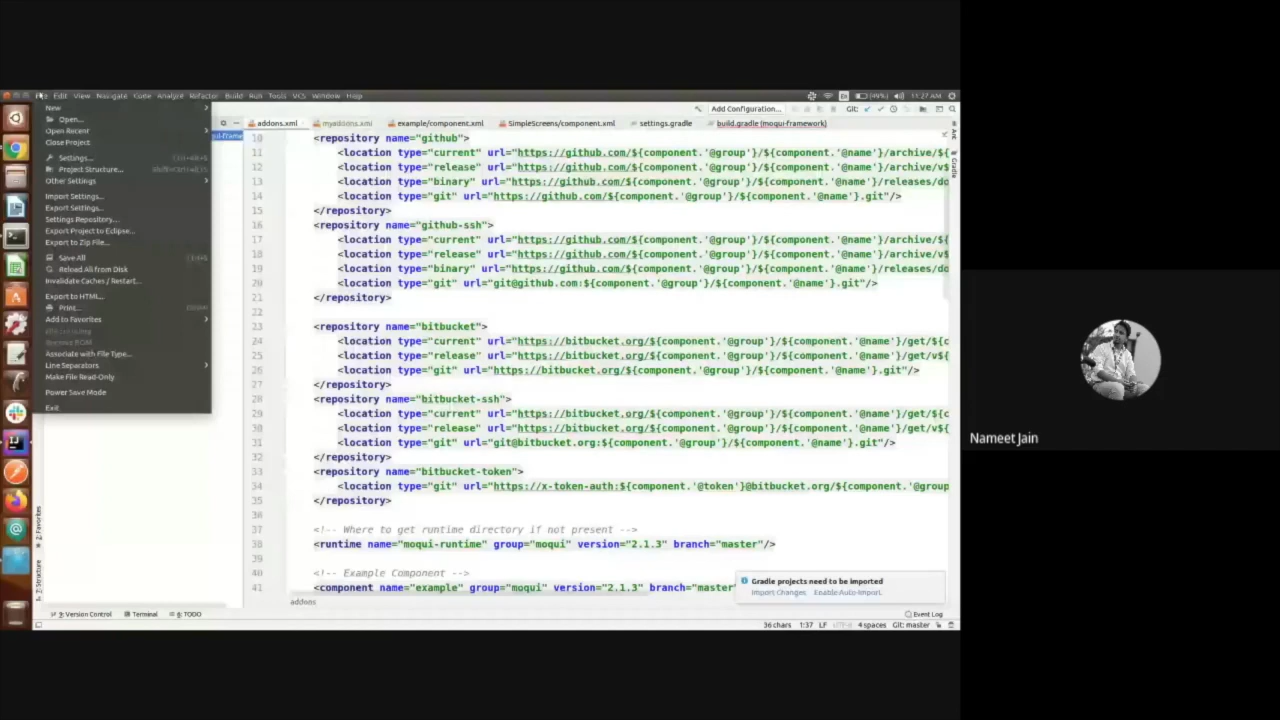 File Edit View Navigate Code Analyze Refactor Build Run Tools VCS Window Help
(49%) 11:27 AM
Add Configuration...
Git:
New
Open...
Open Recent
Close Project
Settings... Ctrl+Alt+S
Project Structure...
Other Settings
Import Settings...
Export Settings...
Settings Repository...
Export Project to Eclipse...
Export to Zip File...
Save All Ctrl+S
Reload All from Disk
Invalidate Caches / Restart...
Export to HTML...
Print...
Add to Favorites
Associate with File Type...
Line Separators
Make File Read-Only
Power Save Mode
Exit
addons.xml myaddons.xml example/component.xml SimpleScreens/component.xml settings.gradle build.gradle (moqui-framework)
10 <repository name="github">
11 <location type="current" url="https://github.com/${component.'@group'}/${component.'@name'}/archive/${
12 <location type="release" url="https://github.com/${component.'@group'}/${component.'@name'}/archive/v$
13 <location type="binary" url="https://github.com/${component.'@group'}/${component.'@name'}/releases/do
14 <location type="git" url="https://github.com/${component.'@group'}/${component.'@name'}.git"/>
15 </repository>
16 <repository name="github-ssh">
17 <location type="current" url="https://github.com/${component.'@group'}/${component.'@name'}/archive/${
18 <location type="release" url="https://github.com/${component.'@group'}/${component.'@name'}/archive/v$
19 <location type="binary" url="https://github.com/${component.'@group'}/${component.'@name'}/releases/do
20 <location type="git" url="git@github.com:${component.'@group'}/${component.'@name'}.git"/>
21 </repository>
22
23 <repository name="bitbucket">
24 <location type="current" url="https://bitbucket.org/${component.'@group'}/${component.'@name'}/get/${c
25 <location type="release" url="https://bitbucket.org/${component.'@group'}/${component.'@name'}/get/v${
26 <location type="git" url="https://bitbucket.org/${component.'@group'}/${component.'@name'}.git"/>
27 </repository>
28 <repository name="bitbucket-ssh">
29 <location type="current" url="https://bitbucket.org/${component.'@group'}/${component.'@name'}/get/${c
30 <location type="release" url="https://bitbucket.org/${component.'@group'}/${component.'@name'}/get/v${
31 <location type="git" url="git@bitbucket.org:${component.'@group'}/${component.'@name'}.git"/>
32 </repository>
33 <repository name="bitbucket-token">
34 <location type="git" url="https://x-token-auth:${component.'@token'}@bitbucket.org/${component.'@group
35 </repository>
36
37 <!-- Where to get runtime directory if not present -->
38 <runtime name="moqui-runtime" group="moqui" version="2.1.3" branch="master"/>
39
40 <!-- Example Component -->
41 <component name="example" group="moqui" version="2.1.3" branch="master"
addons
Ant
Gradle
2: Favorites
7: Structure
Gradle projects need to be imported
Import Changes Enable Auto-Import
9: Version Control Terminal 6: TODO Event Log
36 chars 1:37 LF UTF-8 4 spaces Git: master
Nameet Jain